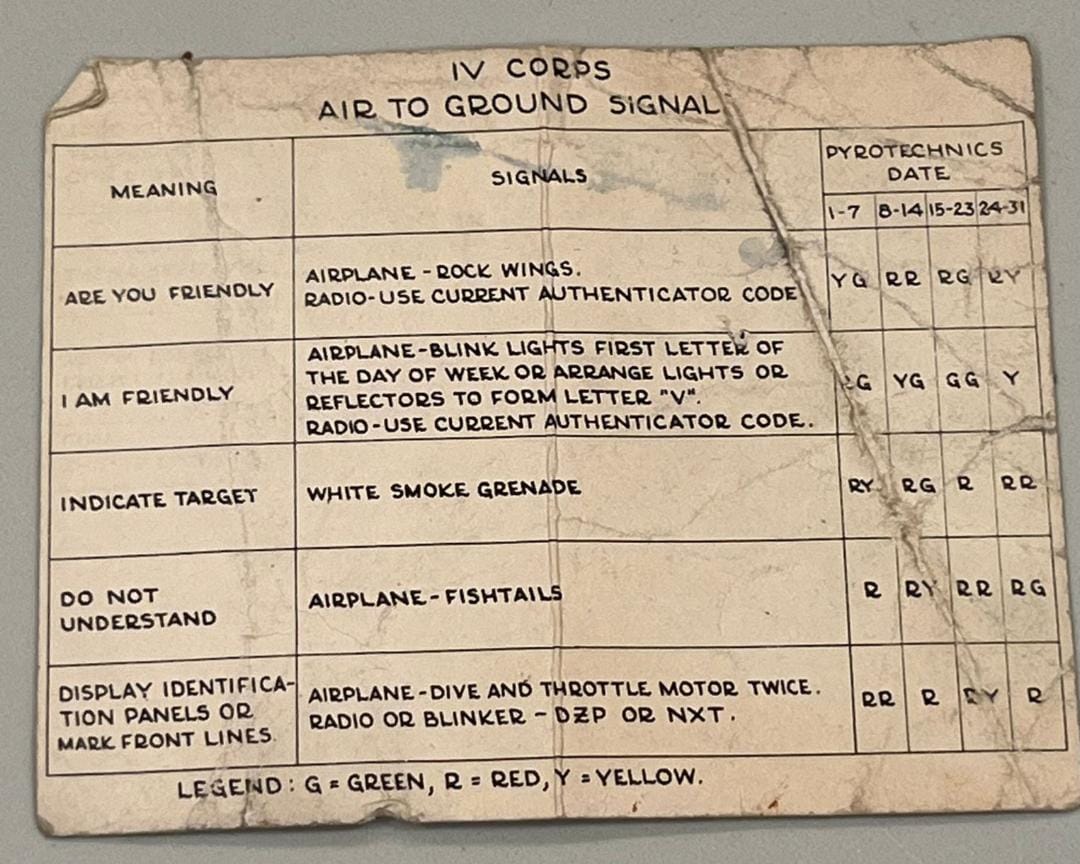 IV CORPS
AIR TO GROUND SIGNAL
MEANING
SIGNALS
PYROTECHNICS
DATE
1-7 8-14 15-23 24-31
ARE YOU FRIENDLY
AIRPLANE - ROCK WINGS.
RADIO-USE CURRENT AUTHENTICATOR CODE
YG RR RG RY
I AM FRIENDLY
AIRPLANE-BLINK LIGHTS FIRST LETTER OF
THE DAY OF WEEK OR ARRANGE LIGHTS OR
REFLECTORS TO FORM LETTER "V".
RADIO-USE CURRENT AUTHENTICATOR CODE.
YG GG Y
INDICATE TARGET
WHITE SMOKE GRENADE
RY RG R RR
DO NOT
UNDERSTAND
AIRPLANE-FISHTAILS
R RY RR RG
DISPLAY IDENTIFICA-
TION PANELS OR
MARK FRONT LINES.
AIRPLANE-DIVE AND THROTTLE MOTOR TWICE.
RADIO OR BLINKER - DZP OR NXT.
RR R RY R
LEGEND: G = GREEN, R = RED, Y = YELLOW.